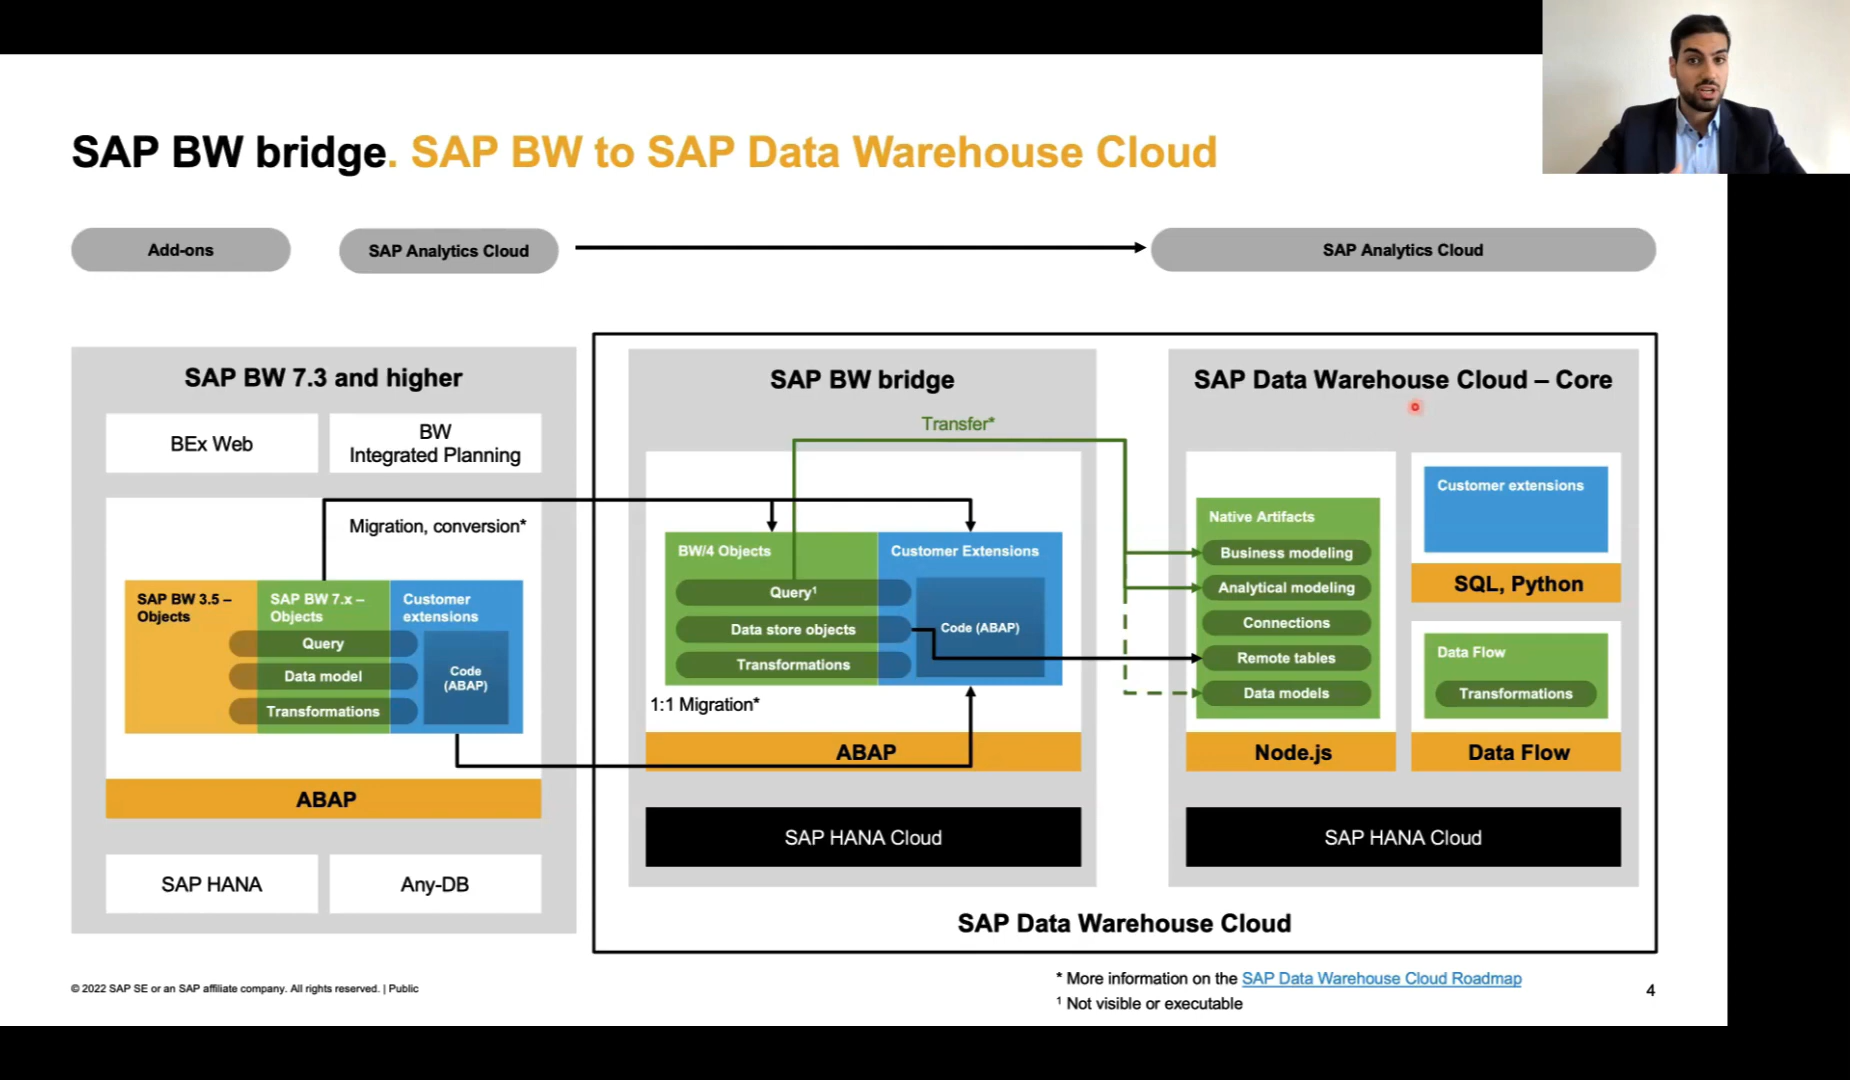 SAP BW bridge. SAP BW to SAP Data Warehouse Cloud
Add-ons
SAP Analytics Cloud
SAP Analytics Cloud
SAP BW 7.3 and higher
BEx Web
BW
Integrated Planning
Migration, conversion*
SAP BW 3.5 –
Objects
SAP BW 7.x –
Objects
Customer
extensions
Query
Data model
Transformations
Code
(ABAP)
ABAP
SAP HANA
Any-DB
SAP BW bridge
Transfer*
BW/4 Objects
Customer Extensions
Query¹
Data store objects
Transformations
Code (ABAP)
1:1 Migration*
ABAP
SAP HANA Cloud
SAP Data Warehouse Cloud – Core
Native Artifacts
Business modeling
Analytical modeling
Connections
Remote tables
Data models
Node.js
Customer extensions
SQL, Python
Data Flow
Transformations
Data Flow
SAP HANA Cloud
SAP Data Warehouse Cloud
* More information on the SAP Data Warehouse Cloud Roadmap
¹ Not visible or executable
© 2022 SAP SE or an SAP affiliate company. All rights reserved. | Public
4